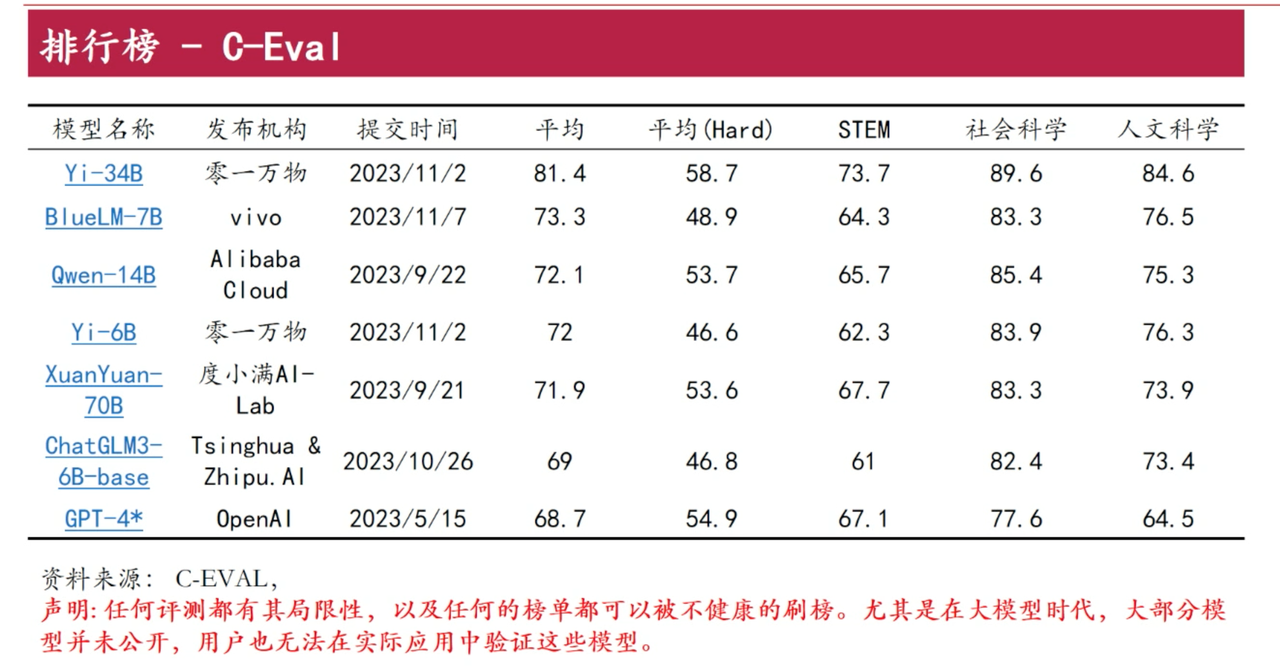 排行榜 - C-Eval
模型名称 发布机构 提交时间 平均 平均(Hard) STEM 社会科学 人文科学
Yi-34B 零一万物 2023/11/2 81.4 58.7 73.7 89.6 84.6
BlueLM-7B vivo 2023/11/7 73.3 48.9 64.3 83.3 76.5
Qwen-14B Alibaba Cloud 2023/9/22 72.1 53.7 65.7 85.4 75.3
Yi-6B 零一万物 2023/11/2 72 46.6 62.3 83.9 76.3
XuanYuan-70B 度小满AI-Lab 2023/9/21 71.9 53.6 67.7 83.3 73.9
ChatGLM3-6B-base Tsinghua & Zhipu.AI 2023/10/26 69 46.8 61 82.4 73.4
GPT-4* OpenAI 2023/5/15 68.7 54.9 67.1 77.6 64.5
资料来源： C-EVAL，
声明: 任何评测都有其局限性，以及任何的榜单都可以被不健康的刷榜。尤其是在大模型时代，大部分模
型并未公开，用户也无法在实际应用中验证这些模型。